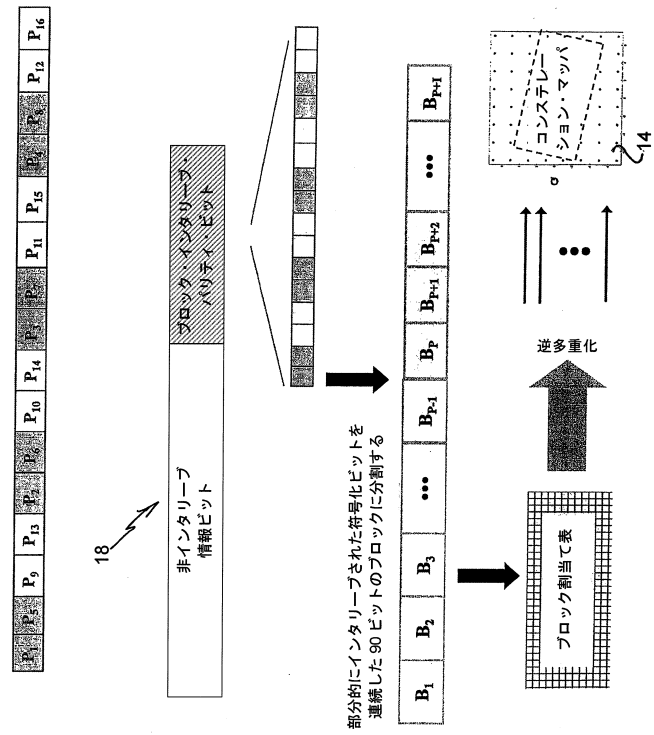 P1 P5 P9 P13 P2 P6 P10 P14 P3 P7 P11 P15 P4 P8 P12 P16
18
非インタリーブ
情報ビット
ブロック・インタリーブ・
パリティ・ビット
部分的にインタリーブされた符号化ビットを
連続した 90 ビットのブロックに分割する
B1 B2 B3 ••• BP-1 BP BP+1 BP+2 ••• BP+I
ブロック割当て表
逆多重化
•••
コンステレー
ション・マッパ
14